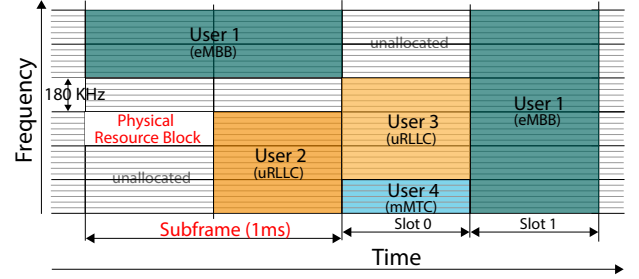 User 1
(eMBB)
unallocated
180 KHz
Frequency
Physical
Resource Block
User 3
(uRLLC)
User 1
(eMBB)
User 2
(uRLLC)
unallocated
User 4
(mMTC)
Subframe (1ms)
Slot 0
Slot 1
Time